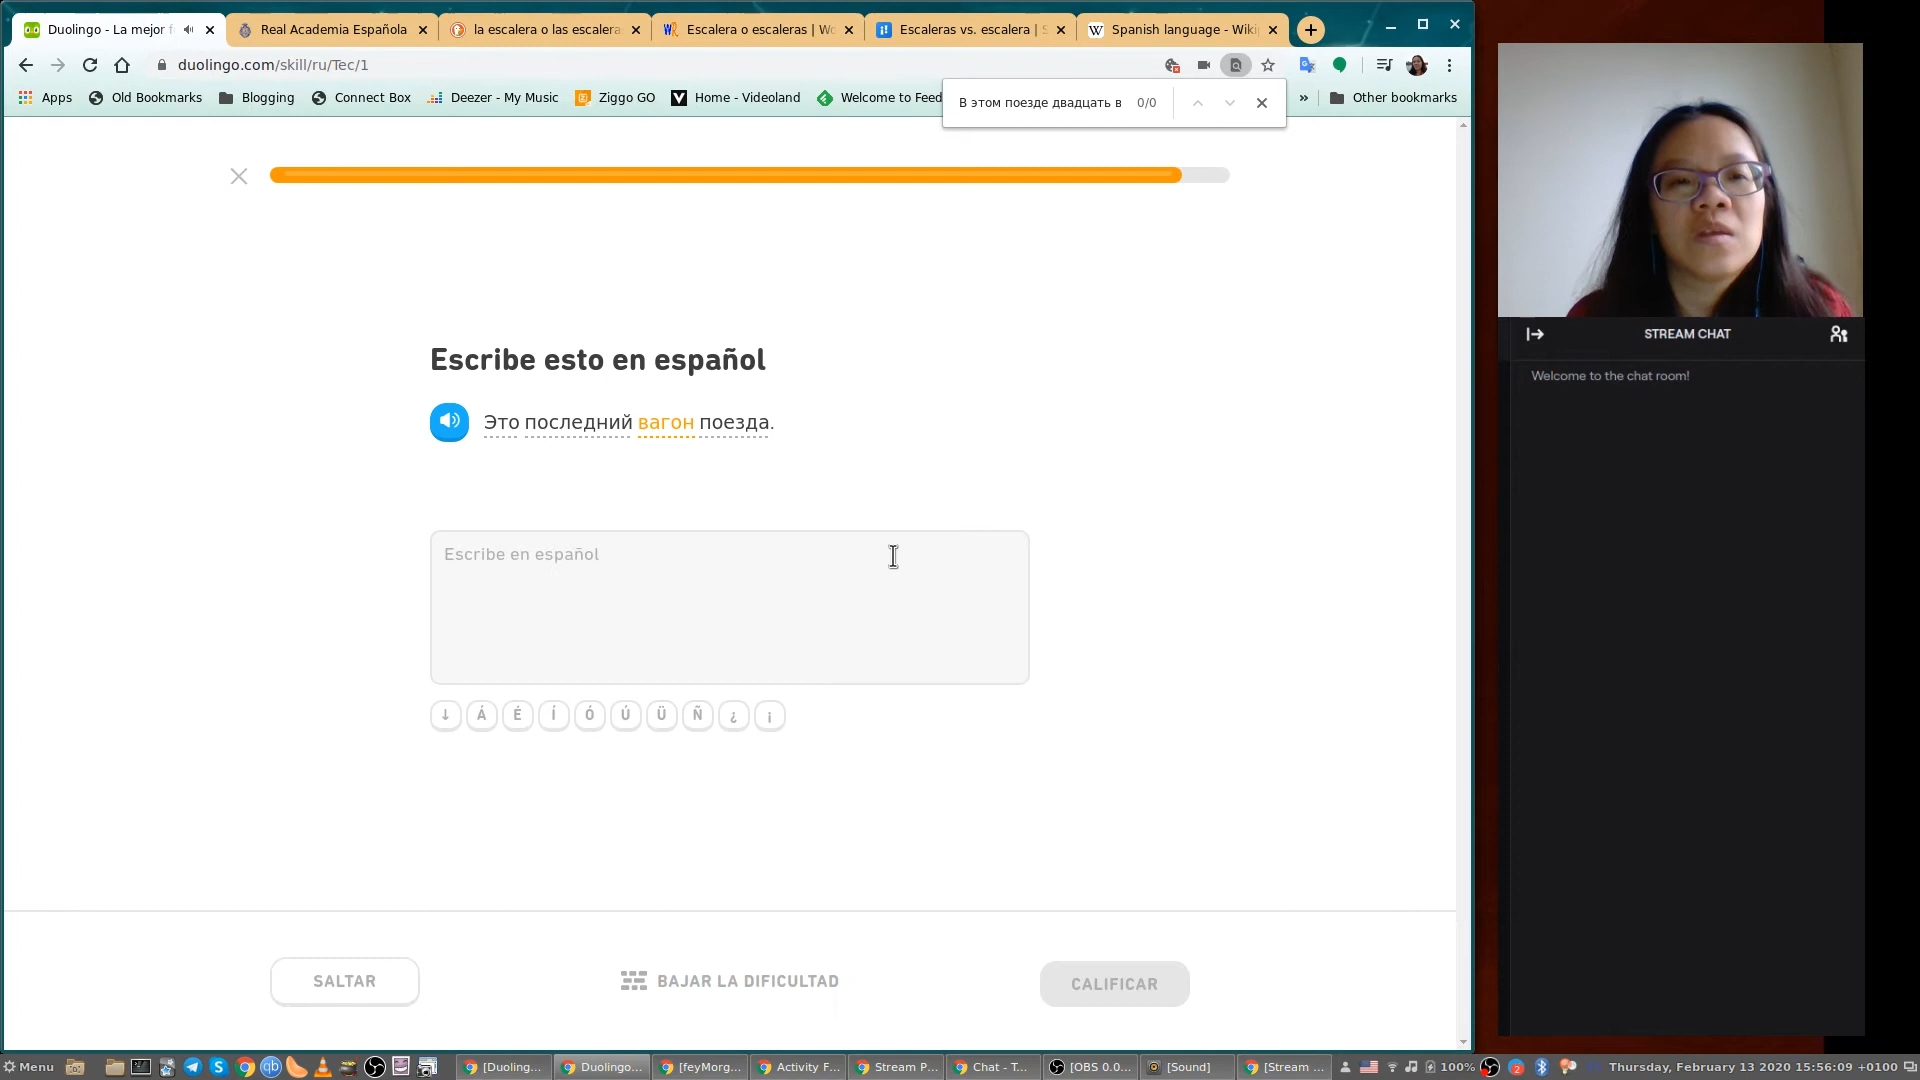 Duolingo - La mejor f
Real Academia Española
la escalera o las escalera
Escalera o escaleras | Wo
Escaleras vs. escalera | S
Spanish language - Wiki
duolingo.com/skill/ru/Tec/1
Apps
Old Bookmarks
Blogging
Connect Box
Deezer - My Music
Ziggo GO
Home - Videoland
Welcome to Feed
В этом поезде двадцать в 0/0
»
Other bookmarks
Escribe esto en español
Это последний вагон поезда.
Escribe en español
↓ Á É Í Ó Ú Ü Ñ ¿ ¡
SALTAR
BAJAR LA DIFICULTAD
CALIFICAR
STREAM CHAT
Welcome to the chat room!
Menu
[Duoling...
Duolingo...
[feyMorg...
Activity F...
Stream P...
Chat - T...
[OBS 0.0...
[Sound]
[Stream ...
100%
2
Thursday, February 13 2020 15:56:09 +0100